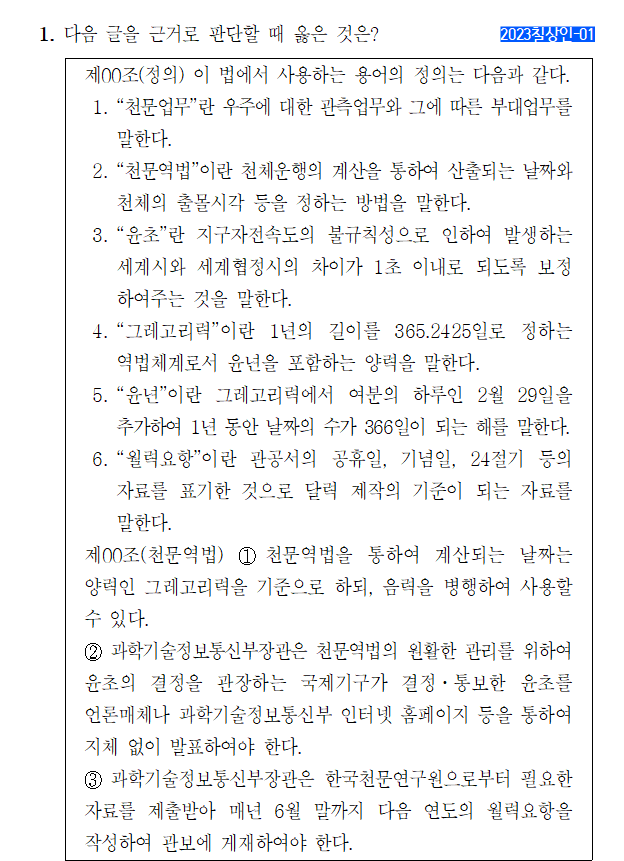 1. 다음 글을 근거로 판단할 때 옳은 것은? 2023칠상인-01
제00조(정의) 이 법에서 사용하는 용어의 정의는 다음과 같다.
1. “천문업무”란 우주에 대한 관측업무와 그에 따른 부대업무를
말한다.
2. “천문역법”이란 천체운행의 계산을 통하여 산출되는 날짜와
천체의 출몰시각 등을 정하는 방법을 말한다.
3. “윤초”란 지구자전속도의 불규칙성으로 인하여 발생하는
세계시와 세계협정시의 차이가 1초 이내로 되도록 보정
하여주는 것을 말한다.
4. “그레고리력”이란 1년의 길이를 365.2425일로 정하는
역법체계로서 윤년을 포함하는 양력을 말한다.
5. “윤년”이란 그레고리력에서 여분의 하루인 2월 29일을
추가하여 1년 동안 날짜의 수가 366일이 되는 해를 말한다.
6. “월력요항”이란 관공서의 공휴일, 기념일, 24절기 등의
자료를 표기한 것으로 달력 제작의 기준이 되는 자료를
말한다.
제00조(천문역법) ① 천문역법을 통하여 계산되는 날짜는
양력인 그레고리력을 기준으로 하되, 음력을 병행하여 사용할
수 있다.
② 과학기술정보통신부장관은 천문역법의 원활한 관리를 위하여
윤초의 결정을 관장하는 국제기구가 결정・통보한 윤초를
언론매체나 과학기술정보통신부 인터넷 홈페이지 등을 통하여
지체 없이 발표하여야 한다.
③ 과학기술정보통신부장관은 한국천문연구원으로부터 필요한
자료를 제출받아 매년 6월 말까지 다음 연도의 월력요항을
작성하여 관보에 게재하여야 한다.